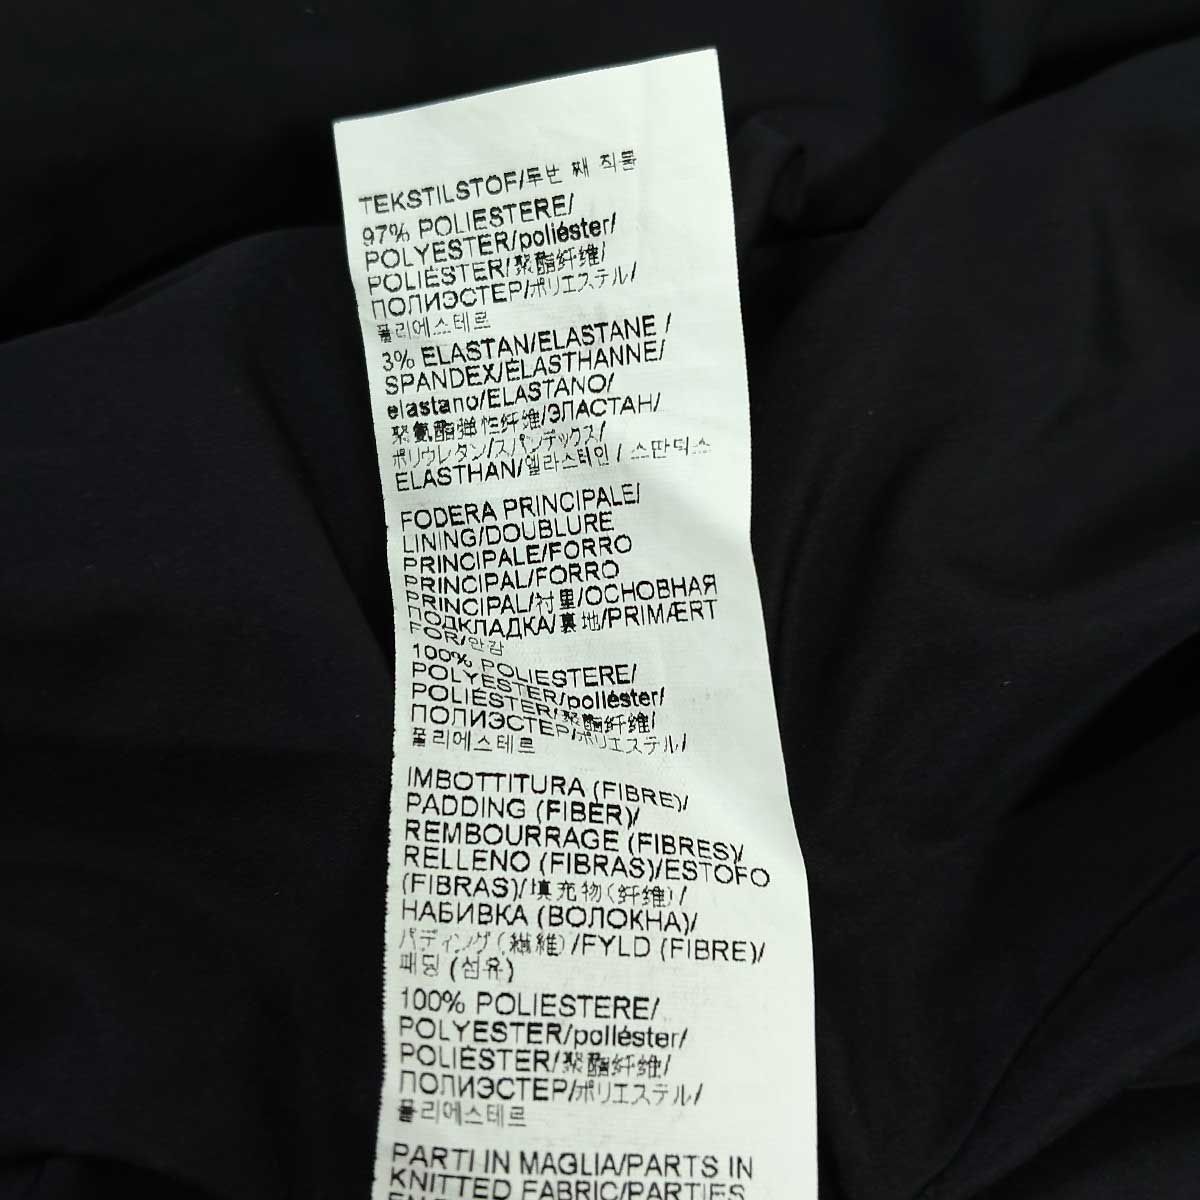 TEKSTILSTOF/두번 째 직물
97% POLIESTERE/
POLYESTER/poliéster/
POLIÉSTER/聚酯纤维/
ПОЛИЭСТЕР/ポリエステル/
폴리에스테르
3% ELASTAN/ELASTANE /
SPANDEX/ÉLASTHANNE/
elastano/ELASTANO/
聚氨酯弹性纤维/ЭЛАСТАН/
ポリウレタン/スパンデックス/
ELASTHAN/엘라스테인 / 스판덱스
FODERA PRINCIPALE/
LINING/DOUBLURE
PRINCIPALE/FORRO
PRINCIPAL/FORRO
PRINCIPAL/衬里/ОСНОВНАЯ
ПОДКЛАДКА/裏地/PRIMÆRT
FOR/안감
100% POLIESTERE/
POLYESTER/poliéster/
POLIÉSTER/聚酯纤维/
ПОЛИЭСТЕР/ポリエステル/
폴리에스테르
IMBOTTITURA (FIBRE)/
PADDING (FIBER)/
REMBOURRAGE (FIBRES)/
RELLENO (FIBRAS)/ESTOFO
(FIBRAS)/填充物(纤维)/
НАБИВКА (ВОЛОКНА)/
パディング(繊維)/FYLD (FIBRE)/
패딩 (섬유)
100% POLIESTERE/
POLYESTER/poliéster/
POLIÉSTER/聚酯纤维/
ПОЛИЭСТЕР/ポリエステル/
폴리에스테르
PARTI IN MAGLIA/PARTS IN
KNITTED FABRIC/PARTIES